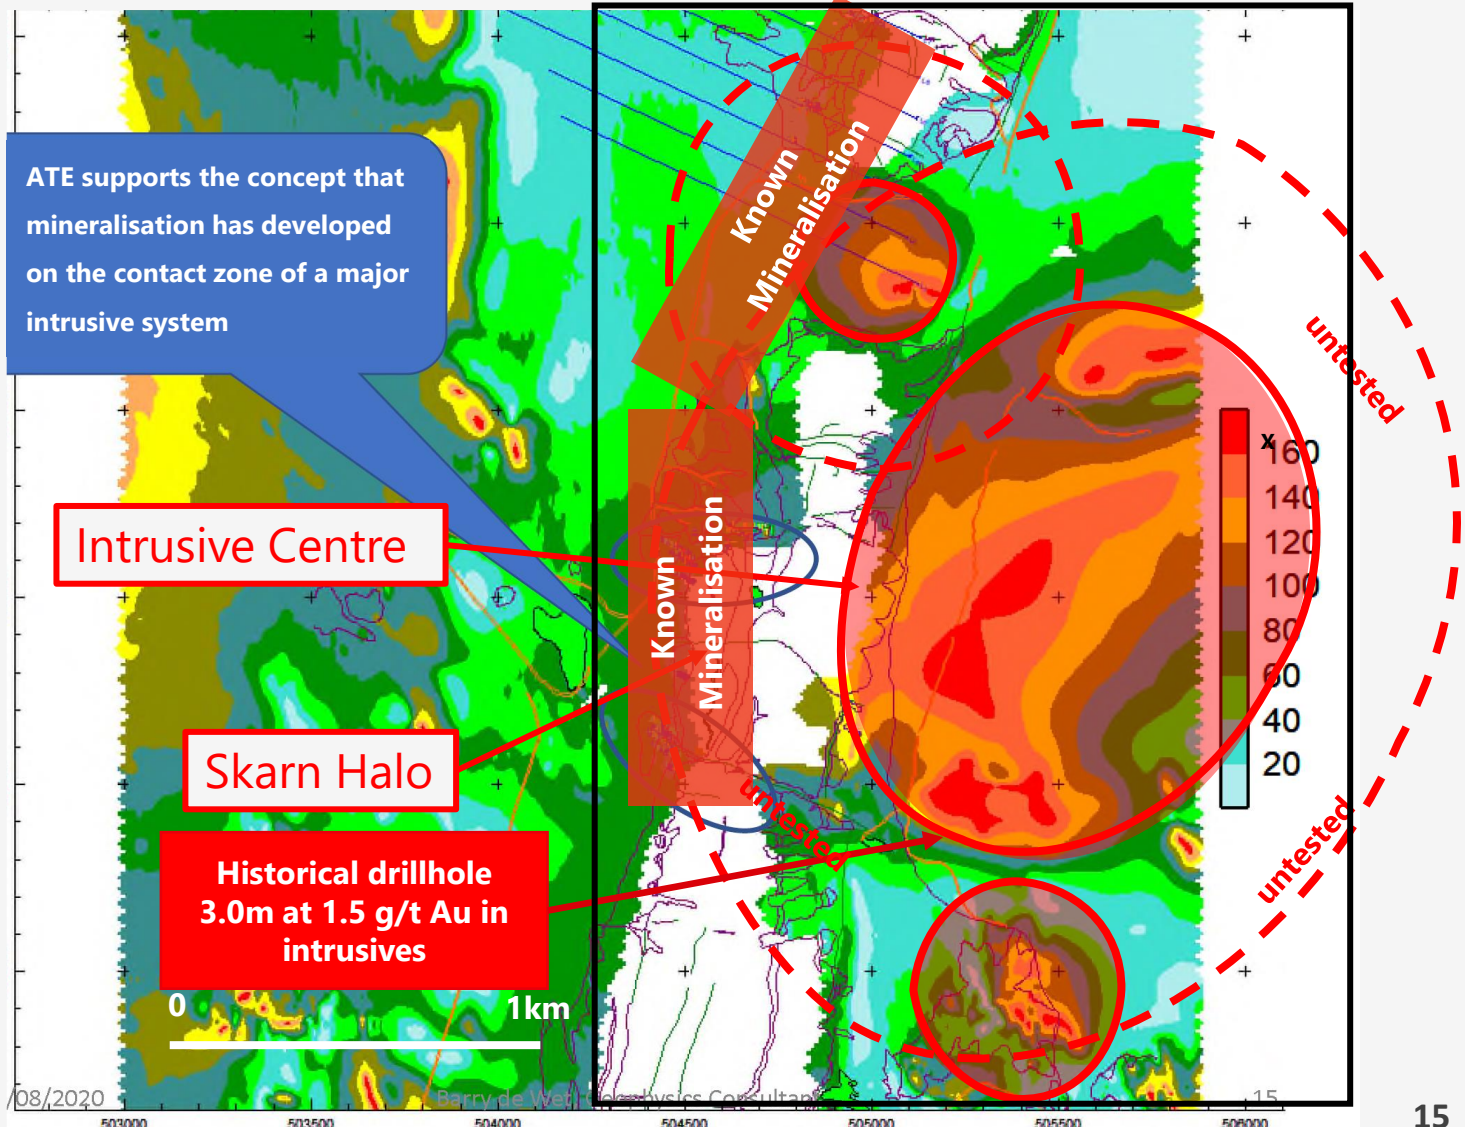 ATE supports the concept that
mineralisation has developed
on the contact zone of a major
intrusive system
Known
Mineralisation
untested
x
160
140
120
100
80
60
40
20
Intrusive Centre
Known
Mineralisation
Skarn Halo
untested
untested
Historical drillhole
3.0m at 1.5 g/t Au in
intrusives
0 1km
/08/2020
Barry de Wet, Geophysics Consultant
15
15
503000 503500 504000 504500 505000 505500 506000